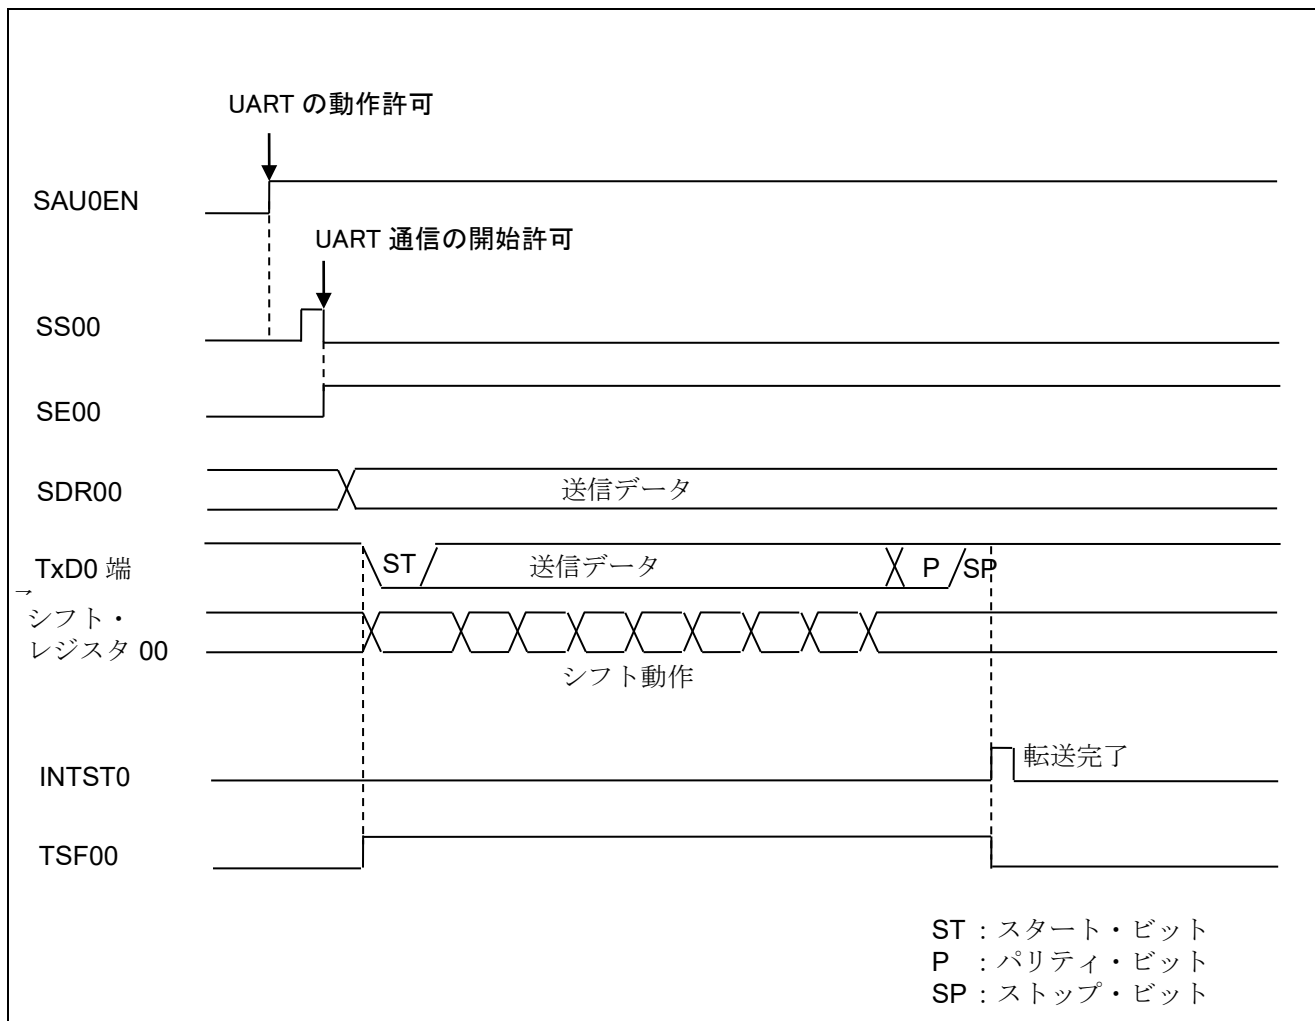 UART の動作許可
SAU0EN
UART 通信の開始許可
SS00
SE00
SDR00
送信データ
TxD0 端
ST
送信データ
P
SP
シフト・
レジスタ 00
シフト動作
INTST0
転送完了
TSF00
ST : スタート・ビット
P : パリティ・ビット
SP : ストップ・ビット